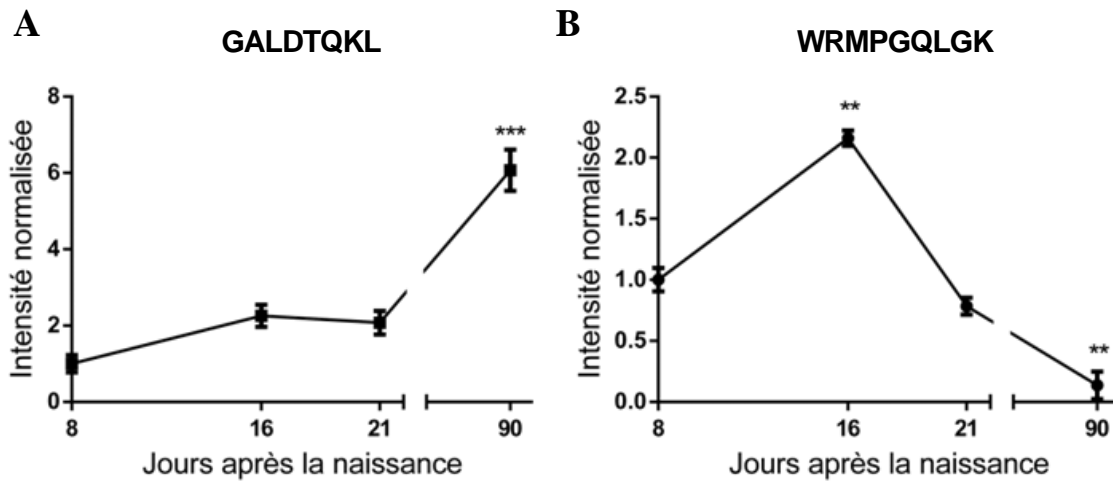 A
GALDTQKL
Intensité normalisée
8
6
4
2
0
***
8
16
21
90
Jours après la naissance
B
WRMPGQLGK
Intensité normalisée
2.5
2.0
1.5
1.0
0.5
0.0
**
**
8
16
21
90
Jours après la naissance